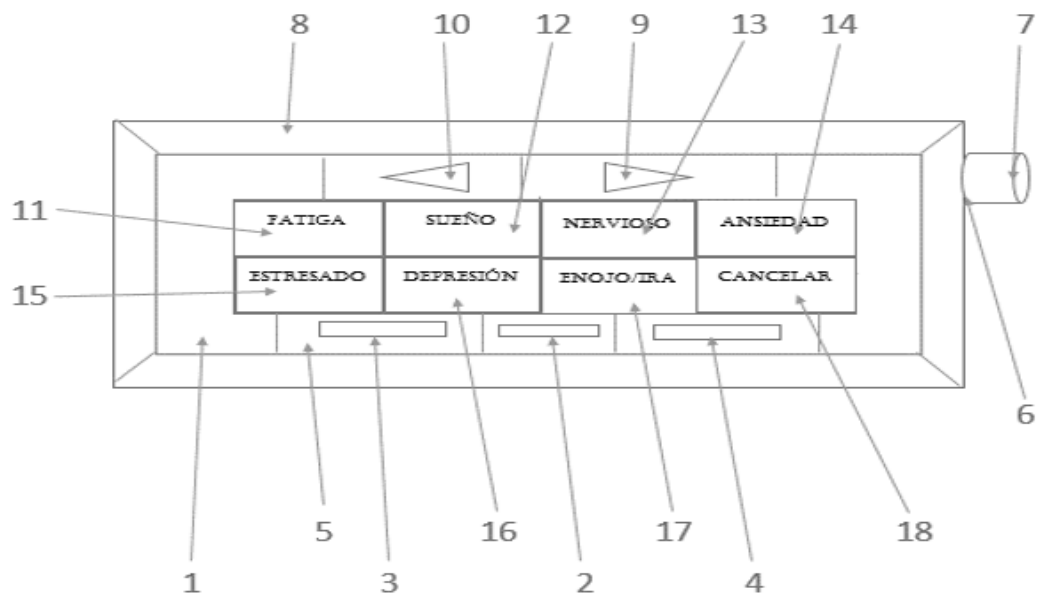 8 10 12 9 13 14 7
11 FATIGA SUEÑO NERVIOSO ANSIEDAD
15 ESTRESADO DEPRESIÓN ENOJO/IRA CANCELAR
6
5 16 17 18
1 3 2 4